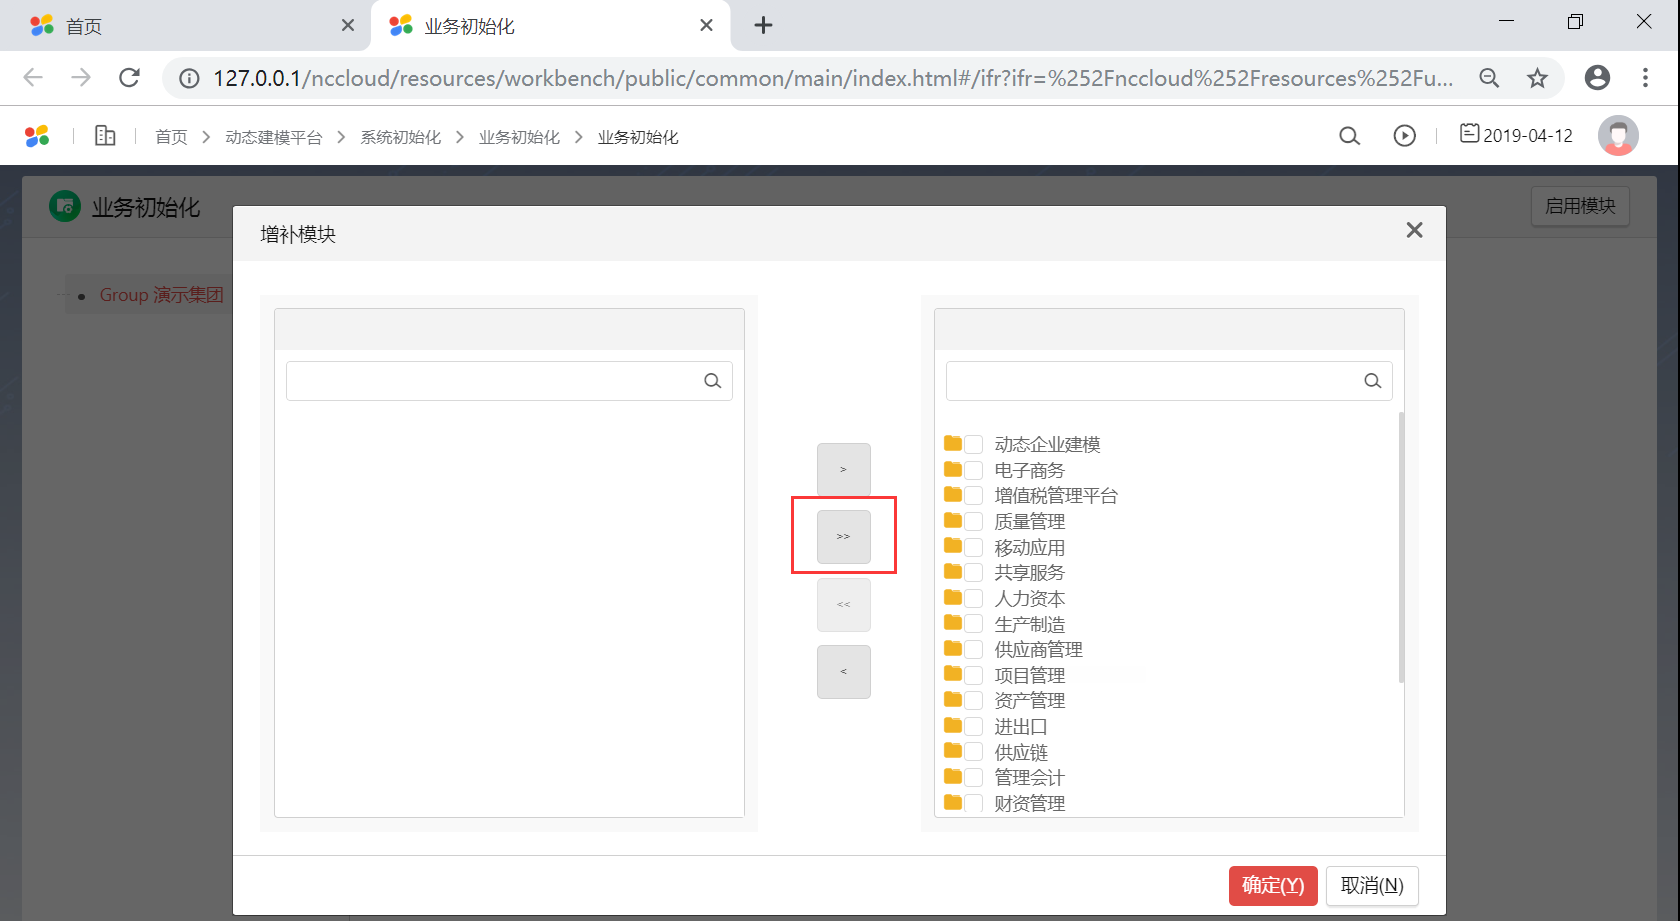 首页
业务初始化
127.0.0.1/nccloud/resources/workbench/public/common/main/index.html#/ifr?ifr=%252Fnccloud%252Fresources%252Fu...
首页 > 动态建模平台 > 系统初始化 > 业务初始化 > 业务初始化
2019-04-12
业务初始化
启用模块
Group 演示集团
增补模块
>
>>
<<
<
动态企业建模
电子商务
增值税管理平台
质量管理
移动应用
共享服务
人力资本
生产制造
供应商管理
项目管理
资产管理
进出口
供应链
管理会计
财资管理
确定(Y)
取消(N)